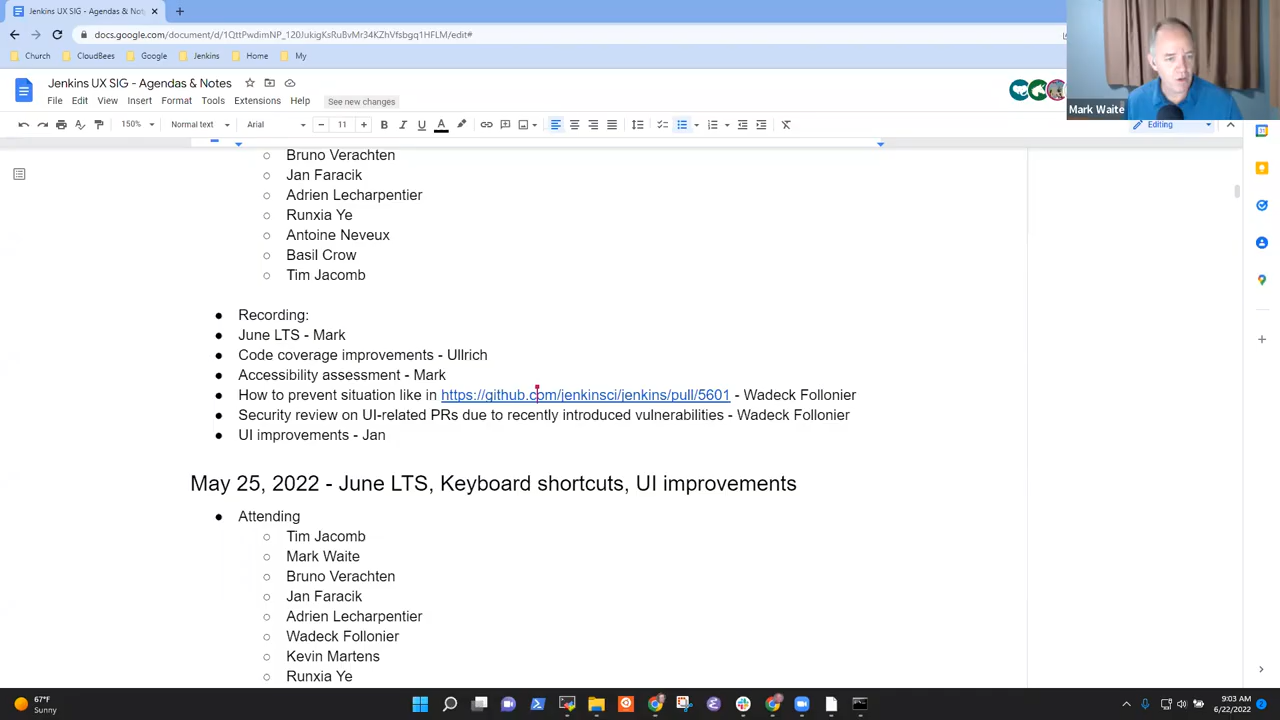 Jenkins UX SIG - Agendas & Notes
docs.google.com/document/d/1QttPwdimNP_120JukigKsRuBvMr34KZhVfsbgq1HFLM/edit#
Church
CloudBees
Google
Jenkins
Home
My
Mark Waite
Jenkins UX SIG - Agendas & Notes
File Edit View Insert Format Tools Extensions Help See new changes
150% Normal text Arial 11 Editing
Bruno Verachten
Jan Faracik
Adrien Lecharpentier
Runxia Ye
Antoine Neveux
Basil Crow
Tim Jacomb
Recording:
June LTS - Mark
Code coverage improvements - Ullrich
Accessibility assessment - Mark
How to prevent situation like in https://github.com/jenkinsci/jenkins/pull/5601 - Wadeck Follonier
Security review on UI-related PRs due to recently introduced vulnerabilities - Wadeck Follonier
UI improvements - Jan
May 25, 2022 - June LTS, Keyboard shortcuts, UI improvements
Attending
Tim Jacomb
Mark Waite
Bruno Verachten
Jan Faracik
Adrien Lecharpentier
Wadeck Follonier
Kevin Martens
Runxia Ye
67°F
Sunny
9:03 AM
6/22/2022